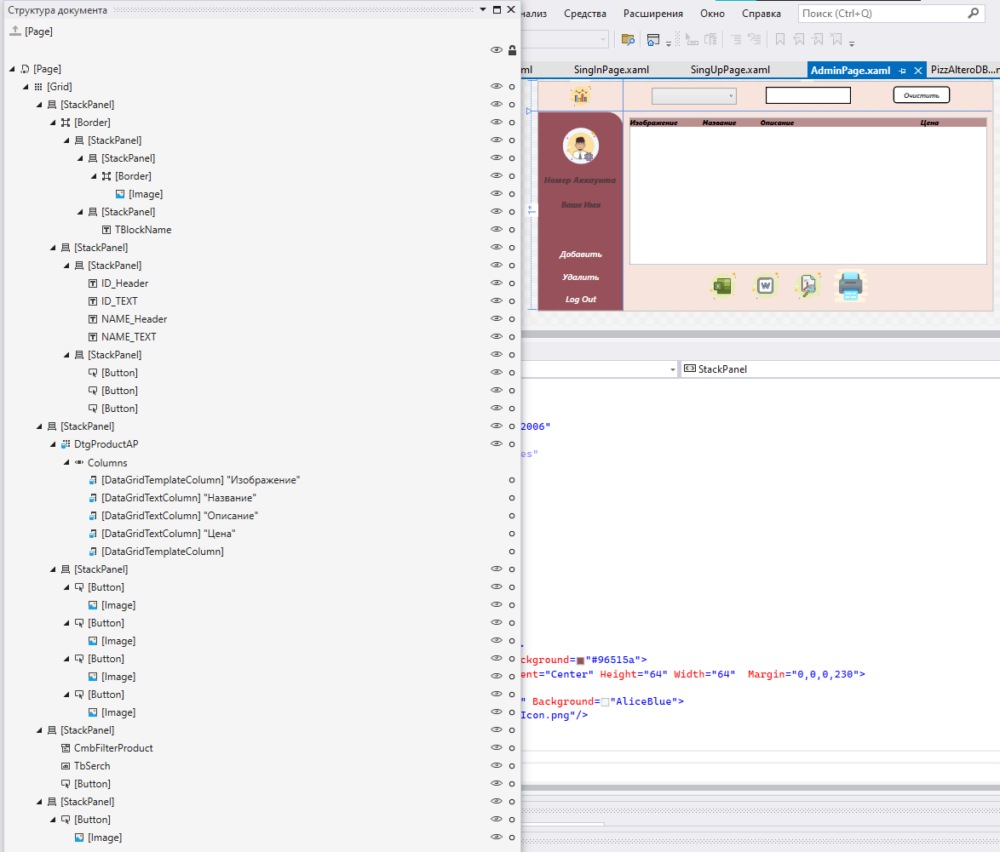 Структура документа
[Page]
[Page]
[Grid]
[StackPanel]
[Border]
[StackPanel]
[StackPanel]
[Border]
[Image]
[StackPanel]
TBlockName
[StackPanel]
[StackPanel]
ID_Header
ID_TEXT
NAME_Header
NAME_TEXT
[StackPanel]
[Button]
[Button]
[Button]
[StackPanel]
DtgProductAP
Columns
[DataGridTemplateColumn] "Изображение"
[DataGridTextColumn] "Название"
[DataGridTextColumn] "Описание"
[DataGridTextColumn] "Цена"
[DataGridTemplateColumn]
[StackPanel]
[Button]
[Image]
[Button]
[Image]
[Button]
[Image]
[Button]
[Image]
[StackPanel]
CmbFilterProduct
TbSerch
[Button]
[StackPanel]
[Button]
[Image]
нализ Средства Расширения Окно Справка Поиск (Ctrl+Q)
ml SingInPage.xaml SingUpPage.xaml AdminPage.xaml PizzAlteroDB...n
Очистить
Изображение Название Описание Цена
Номер Аккаунта
Ваше Имя
Добавить
Удалить
Log Out
StackPanel
2006"
es"
ckground="#96515a">
ent="Center" Height="64" Width="64" Margin="0,0,0,230">
" Background="AliceBlue">
Icon.png"/>